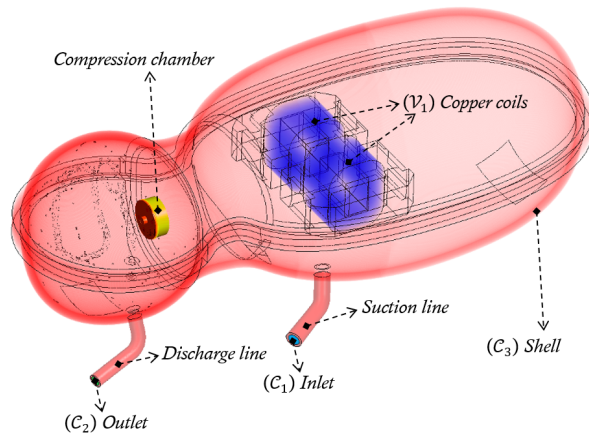 Compression chamber
(𝒱₁) Copper coils
Suction line
Discharge line
(𝒞₃) Shell
(𝒞₁) Inlet
(𝒞₂) Outlet